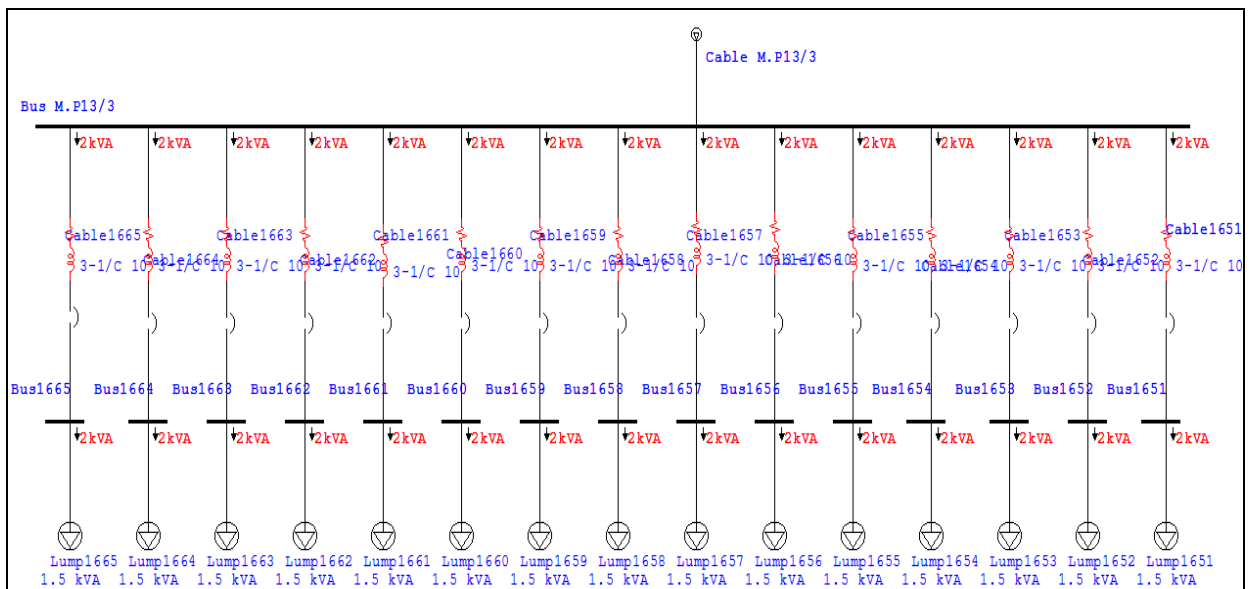 Cable M.P13/3
Bus M.P13/3
2kVA 2kVA 2kVA 2kVA 2kVA 2kVA 2kVA 2kVA 2kVA 2kVA 2kVA 2kVA 2kVA 2kVA 2kVA
Cable1665 Cable1663 Cable1661 Cable1659 Cable1657 Cable1655 Cable1653 Cable1651
Cable1664 Cable1662 Cable1660 Cable1658 Cable1656 Cable1654 Cable1652
3-1/C 10 3-1/C 10 3-1/C 10 3-1/C 10 3-1/C 10 3-1/C 10 3-1/C 10 3-1/C 10 3-1/C 10 3-1/C 10 3-1/C 10 3-1/C 10 3-1/C 10 3-1/C 10 3-1/C 10
Bus1665 Bus1664 Bus1663 Bus1662 Bus1661 Bus1660 Bus1659 Bus1658 Bus1657 Bus1656 Bus1655 Bus1654 Bus1653 Bus1652 Bus1651
2kVA 2kVA 2kVA 2kVA 2kVA 2kVA 2kVA 2kVA 2kVA 2kVA 2kVA 2kVA 2kVA 2kVA 2kVA
Lump1665 Lump1664 Lump1663 Lump1662 Lump1661 Lump1660 Lump1659 Lump1658 Lump1657 Lump1656 Lump1655 Lump1654 Lump1653 Lump1652 Lump1651
1.5 kVA 1.5 kVA 1.5 kVA 1.5 kVA 1.5 kVA 1.5 kVA 1.5 kVA 1.5 kVA 1.5 kVA 1.5 kVA 1.5 kVA 1.5 kVA 1.5 kVA 1.5 kVA 1.5 kVA